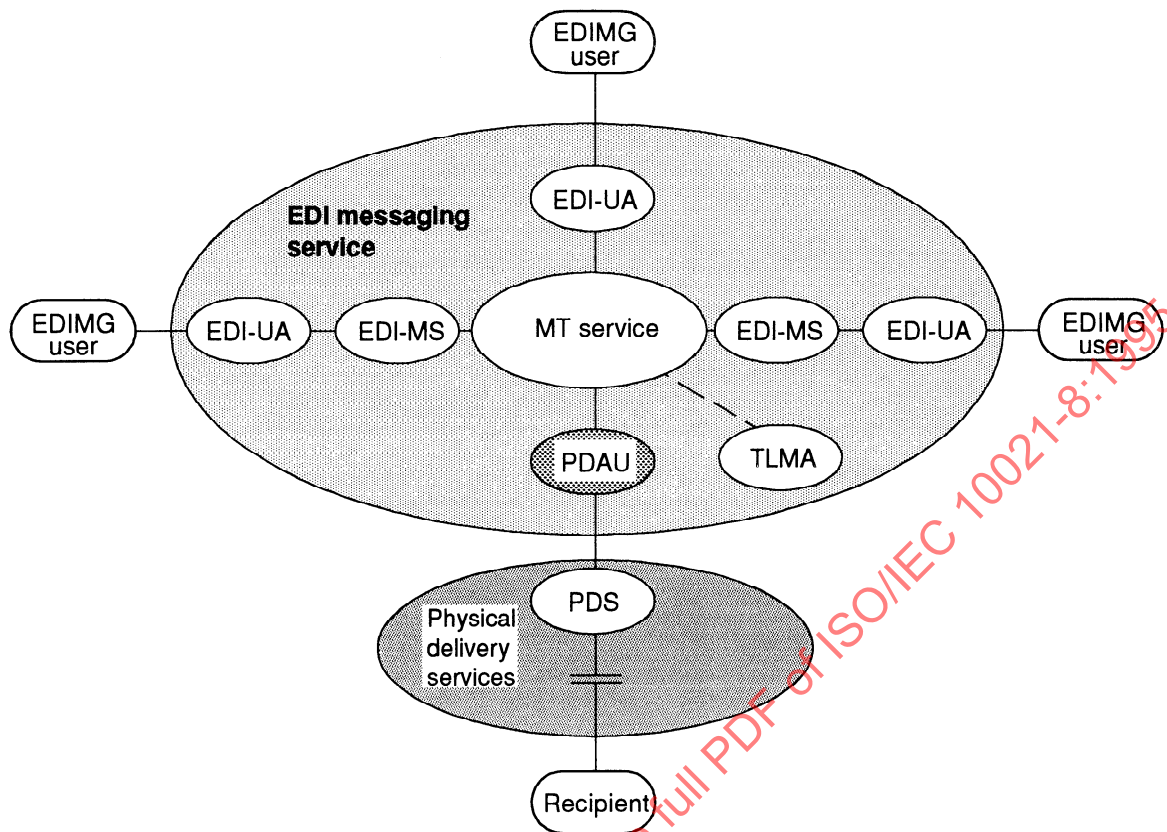 EDIMG
user
EDI-UA
EDI messaging
service
EDIMG
user
EDI-UA
EDI-MS
MT service
EDI-MS
EDI-UA
EDIMG
user
PDAU
TLMA
PDS
Physical
delivery
services
Recipient
full PDF of ISO/IEC 10021-8:1995